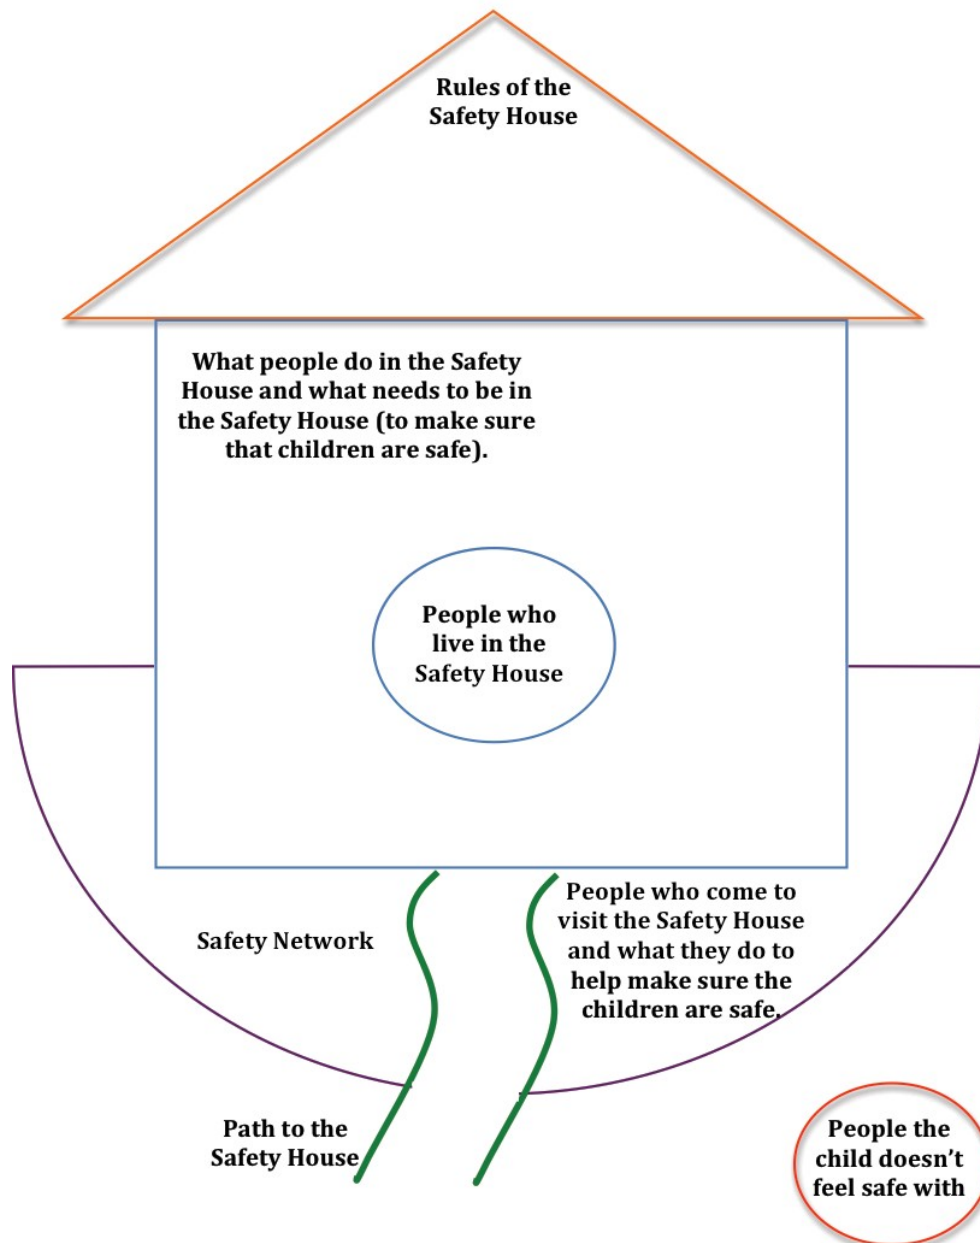 Rules of the
Safety House
What people do in the Safety
House and what needs to be in
the Safety House (to make sure
that children are safe).
People who
live in the
Safety House
Safety Network
People who come to
visit the Safety House
and what they do to
help make sure the
children are safe.
Path to the
Safety House
People the
child doesn’t
feel safe with